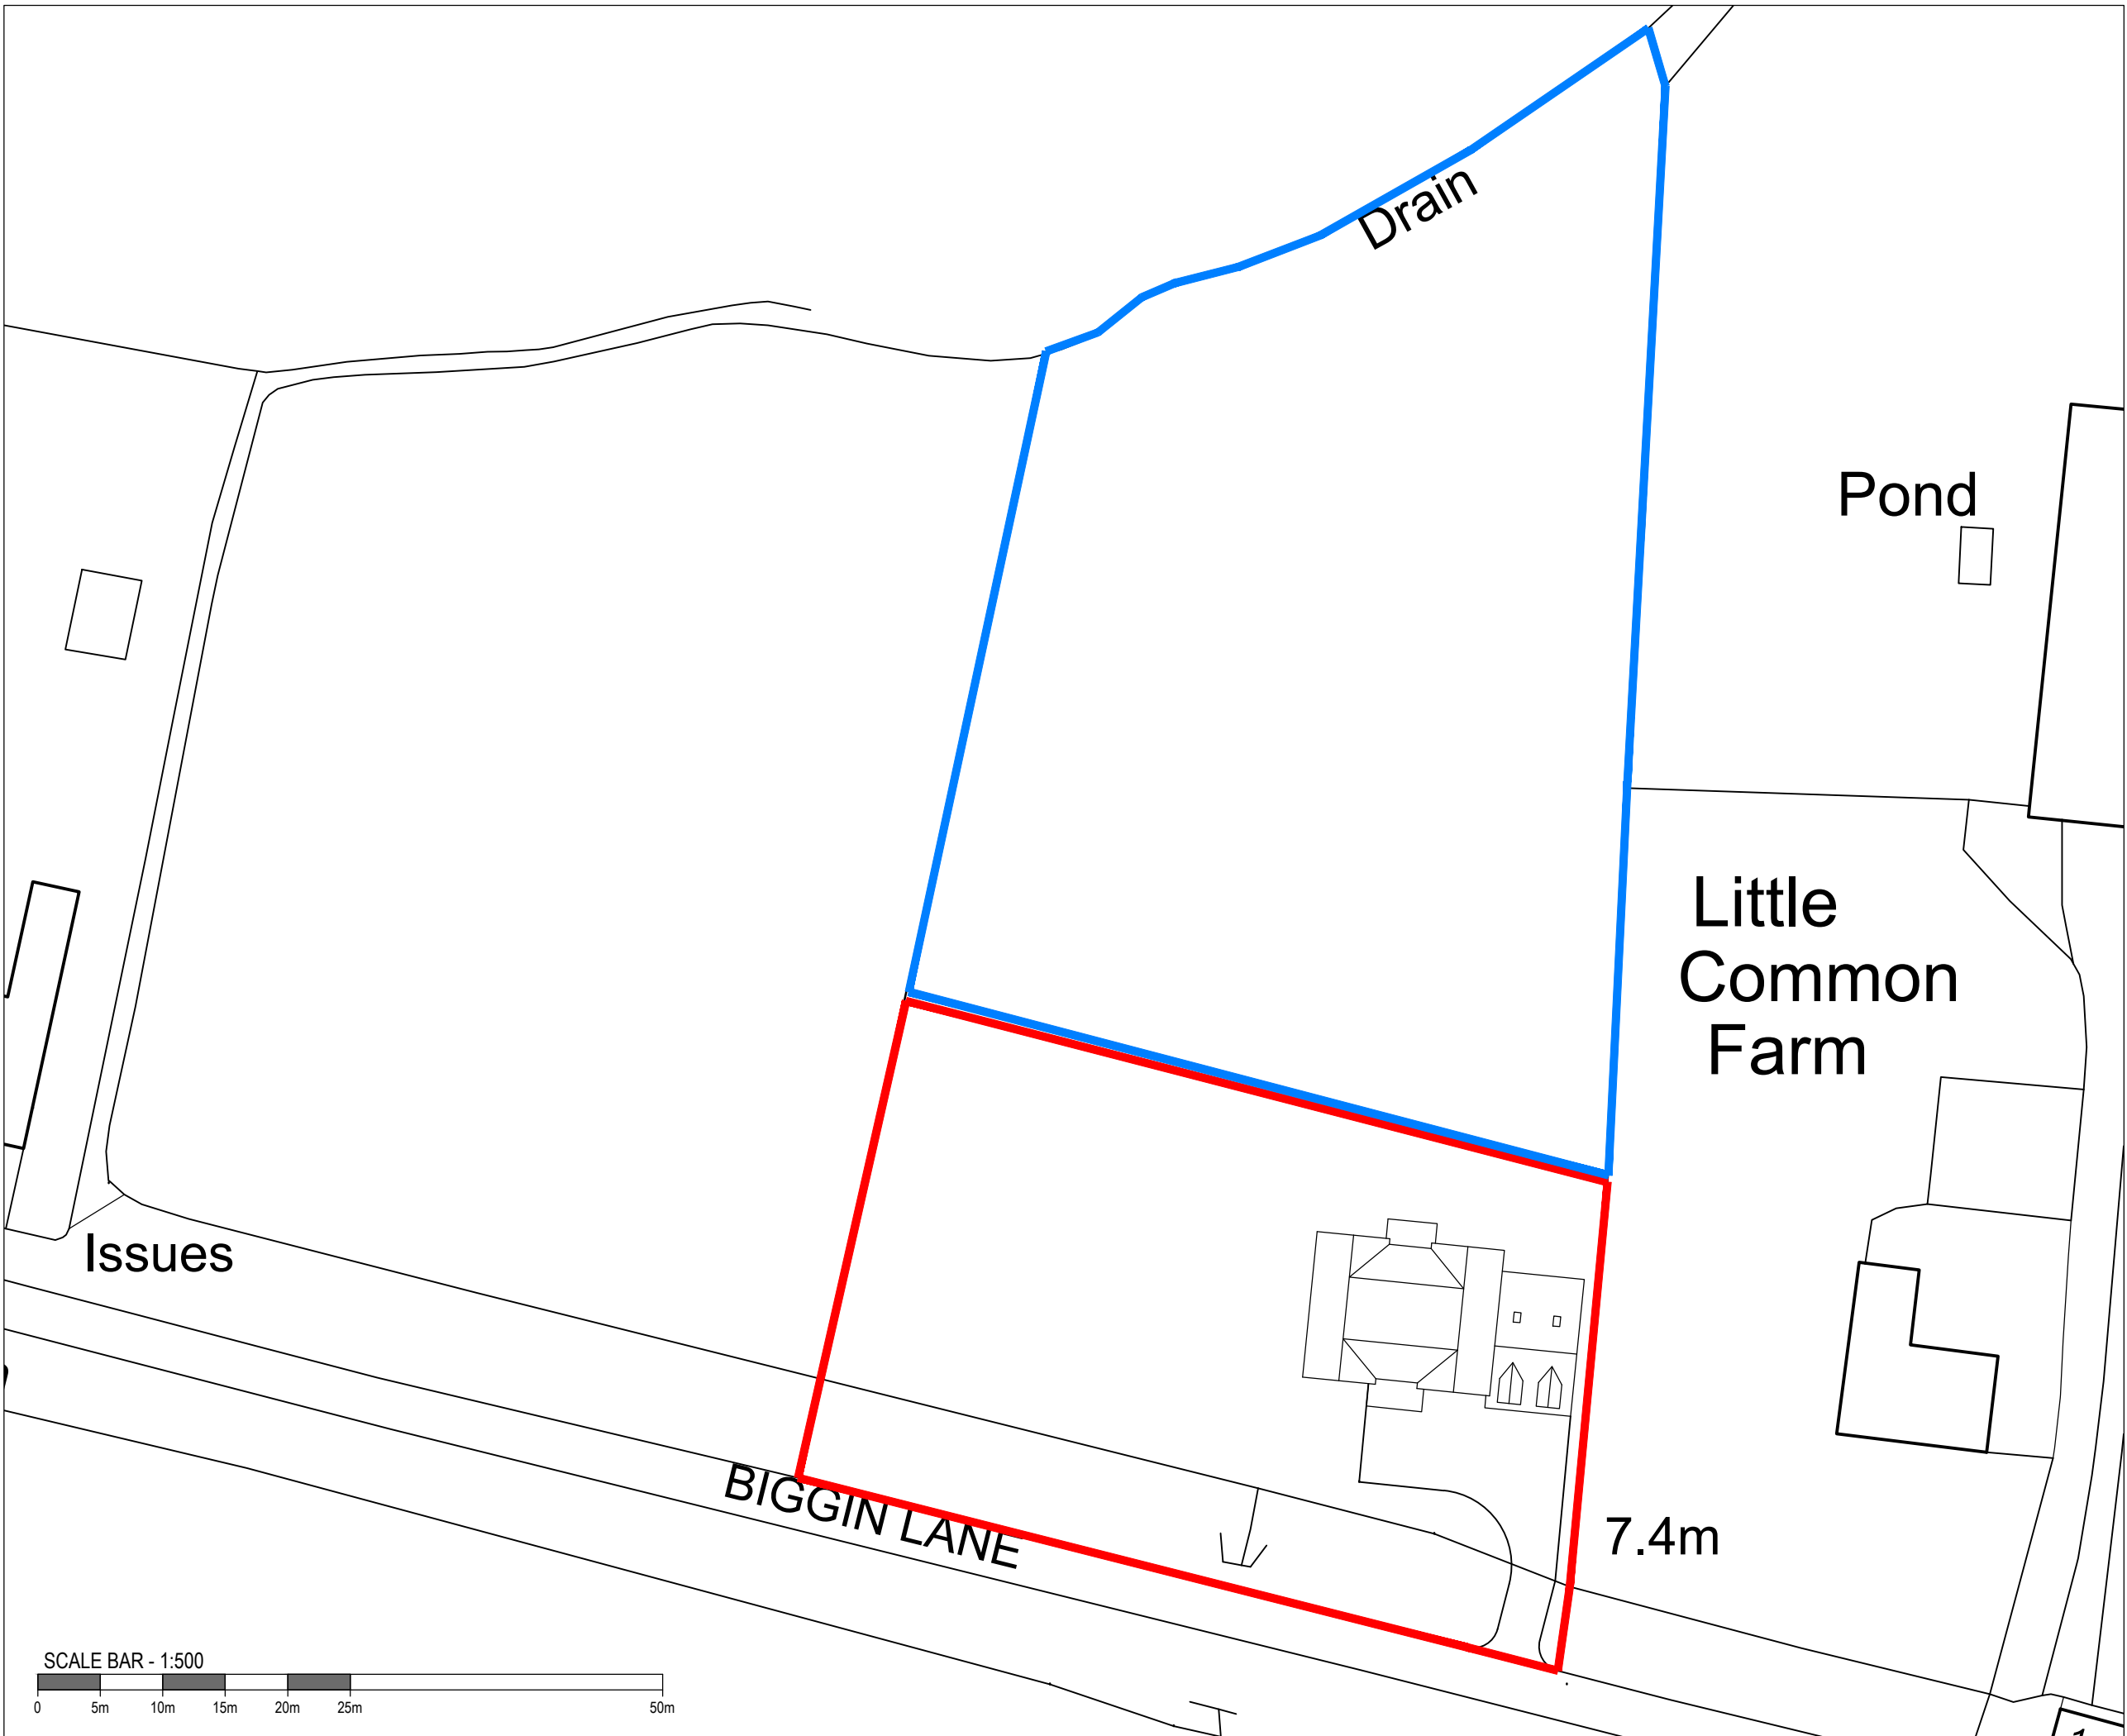 Drain
Pond
Little
Common
Farm
Issues
BIGGIN LANE
7.4m
SCALE BAR - 1:500
0 5m 10m 15m 20m 25m 50m